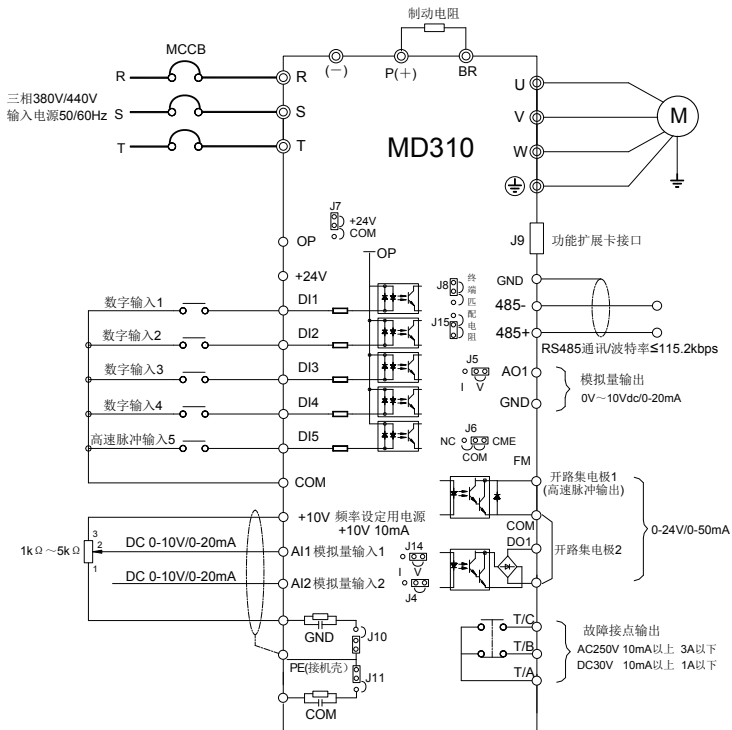 制动电阻
MCCB
R
R
(－)
P(+)
BR
U
三相380V/440V
输入电源50/60Hz
S
S
V
M
T
T
MD310
W
J7
+24V
COM
OP
OP
J9
功能扩展卡接口
+24V
J8
终端匹配电阻
J15
GND
485-
485+
RS485通讯/波特率≤115.2kbps
数字输入1
DI1
数字输入2
DI2
数字输入3
DI3
数字输入4
DI4
高速脉冲输入5
DI5
J5
I
V
AO1
GND
模拟量输出
0V～10Vdc/0-20mA
J6
NC
CME
COM
FM
COM
开路集电极1
(高速脉冲输出)
+10V
频率设定用电源
+10V 10mA
COM
DO1
开路集电极2
0-24V/0-50mA
1kΩ～5kΩ
3
2
1
DC 0-10V/0-20mA
AI1
模拟量输入1
J14
DC 0-10V/0-20mA
AI2
模拟量输入2
I
V
J4
GND
J10
PE(接机壳)
J11
COM
T/C
T/B
T/A
故障接点输出
AC250V 10mA以上 3A以下
DC30V 10mA以上 1A以下